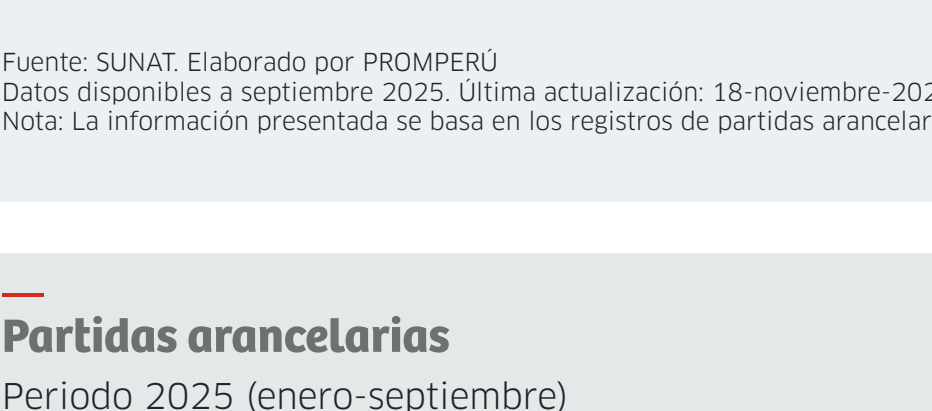 Fuente: SUNAT. Elaborado por PROMPERÚ
Datos disponibles a septiembre 2025. Última actualización: 18-noviembre-202
Nota: La información presentada se basa en los registros de partidas arancelar
Partidas arancelarias
Periodo 2025 (enero-septiembre)